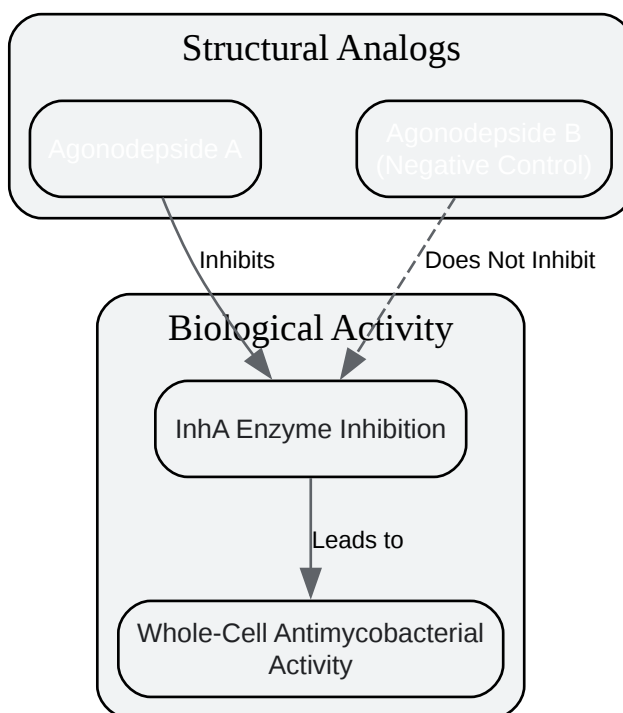 Structural Analogs
Agonodepside A
Agonodepside B
(Negative Control)
Inhibits
Does Not Inhibit
Biological Activity
InhA Enzyme Inhibition
Leads to
Whole-Cell Antimycobacterial
Activity